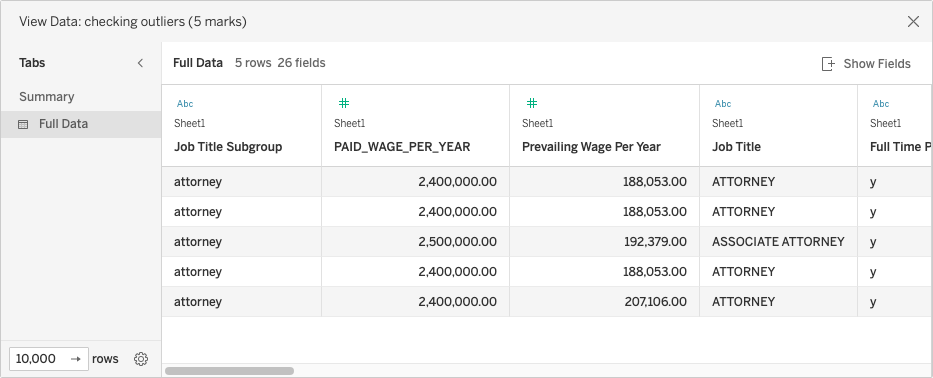 View Data: checking outliers (5 marks)
Tabs
Summary
Full Data
10,000 rows
Full Data 5 rows 26 fields Show Fields
Abc # # Abc Abc
Sheet1 Sheet1 Sheet1 Sheet1 Sheet1
Job Title Subgroup PAID_WAGE_PER_YEAR Prevailing Wage Per Year Job Title Full Time P
attorney 2,400,000.00 188,053.00 ATTORNEY y
attorney 2,400,000.00 188,053.00 ATTORNEY y
attorney 2,500,000.00 192,379.00 ASSOCIATE ATTORNEY y
attorney 2,400,000.00 188,053.00 ATTORNEY y
attorney 2,400,000.00 207,106.00 ATTORNEY y